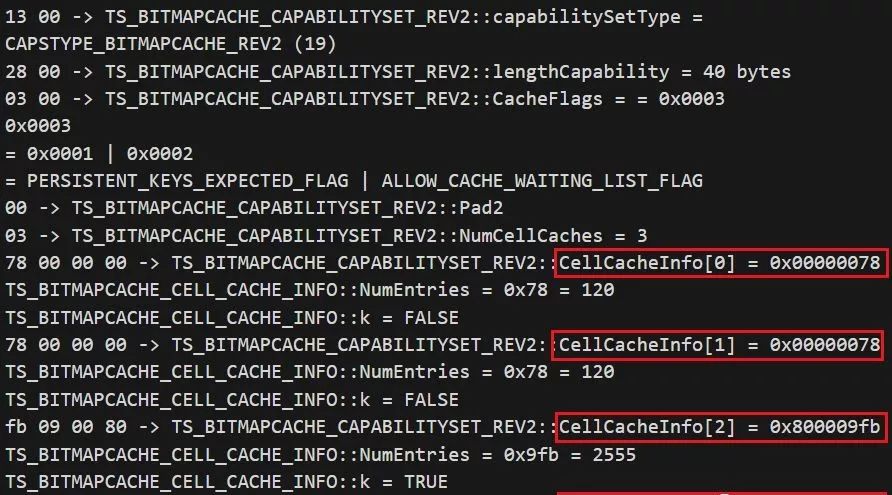 13 00 -> TS_BITMAPCACHE_CAPABILITYSET_REV2::capabilitySetType =
CAPSTYPE_BITMAPCACHE_REV2 (19)
28 00 -> TS_BITMAPCACHE_CAPABILITYSET_REV2::lengthCapability = 40 bytes
03 00 -> TS_BITMAPCACHE_CAPABILITYSET_REV2::CacheFlags = = 0x0003
0x0003
= 0x0001 | 0x0002
= PERSISTENT_KEYS_EXPECTED_FLAG | ALLOW_CACHE_WAITING_LIST_FLAG
00 -> TS_BITMAPCACHE_CAPABILITYSET_REV2::Pad2
03 -> TS_BITMAPCACHE_CAPABILITYSET_REV2::NumCellCaches = 3
78 00 00 00 -> TS_BITMAPCACHE_CAPABILITYSET_REV2::CellCacheInfo[0] = 0x00000078
TS_BITMAPCACHE_CELL_CACHE_INFO::NumEntries = 0x78 = 120
TS_BITMAPCACHE_CELL_CACHE_INFO::k = FALSE
78 00 00 00 -> TS_BITMAPCACHE_CAPABILITYSET_REV2::CellCacheInfo[1] = 0x00000078
TS_BITMAPCACHE_CELL_CACHE_INFO::NumEntries = 0x78 = 120
TS_BITMAPCACHE_CELL_CACHE_INFO::k = FALSE
fb 09 00 80 -> TS_BITMAPCACHE_CAPABILITYSET_REV2::CellCacheInfo[2] = 0x800009fb
TS_BITMAPCACHE_CELL_CACHE_INFO::NumEntries = 0x9fb = 2555
TS_BITMAPCACHE_CELL_CACHE_INFO::k = TRUE